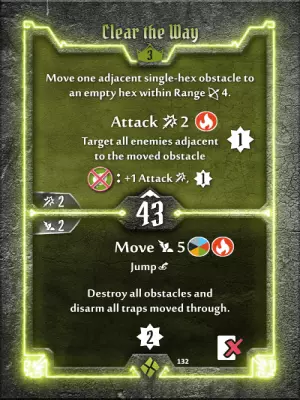 Clear the Way
3
Move one adjacent single-hex obstacle to
an empty hex within Range 4.
Attack 2
Target all enemies adjacent
to the moved obstacle
1
: +1 Attack , 1
2
43
2
Move 5
Jump
Destroy all obstacles and
disarm all traps moved through.
2
132